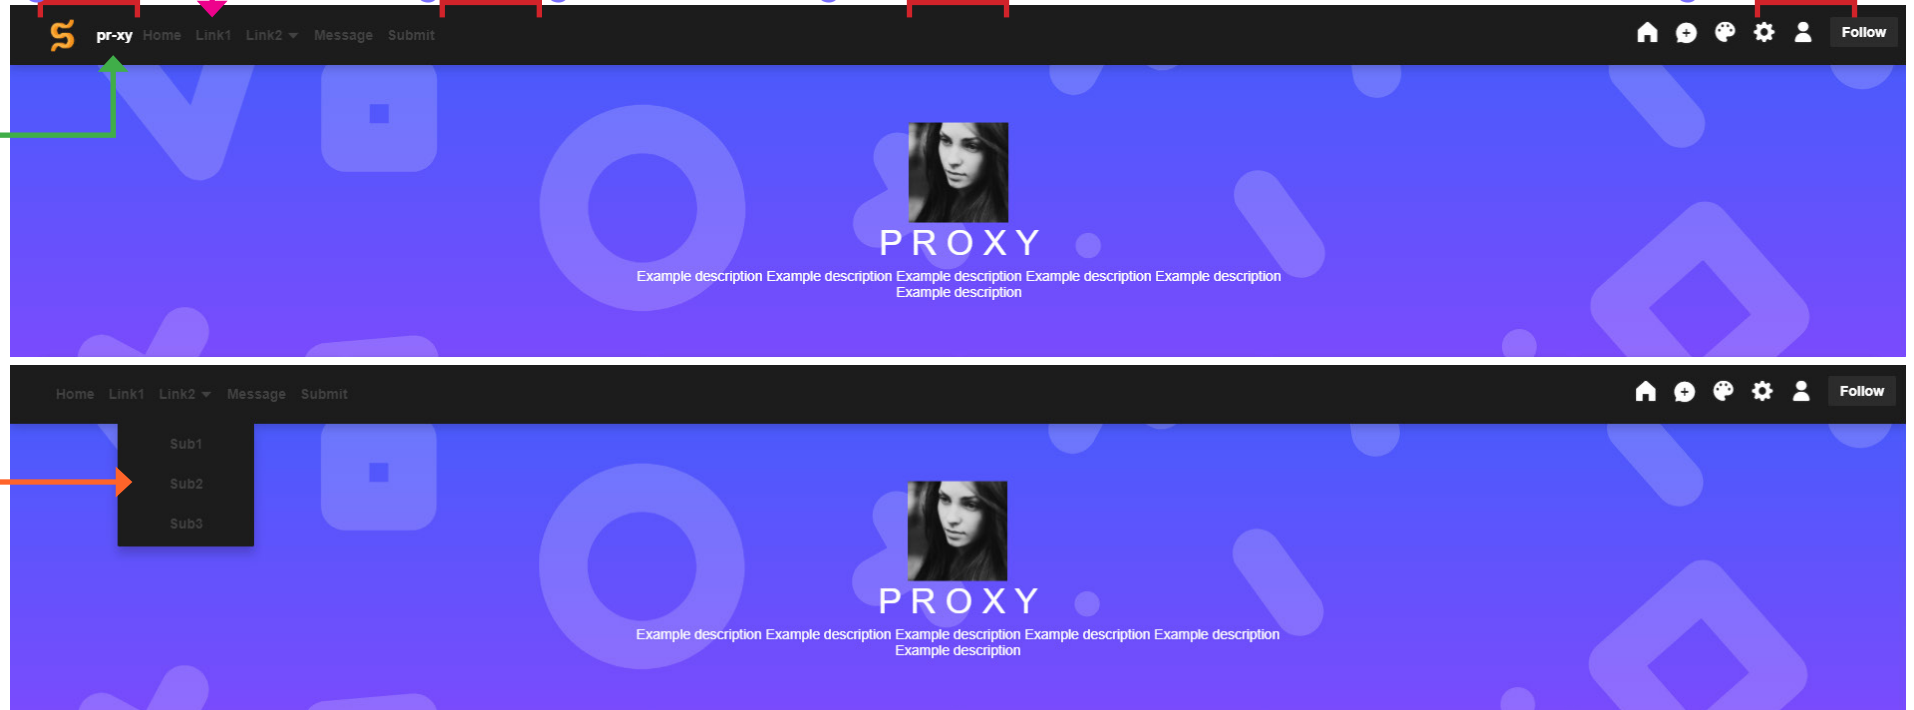 pr-xy Home Link1 Link2 Message Submit Follow
PROXY
Example description Example description Example description Example description Example description
Example description
Home Link1 Link2 Message Submit Follow
Sub1
Sub2
Sub3
PROXY
Example description Example description Example description Example description Example description
Example description